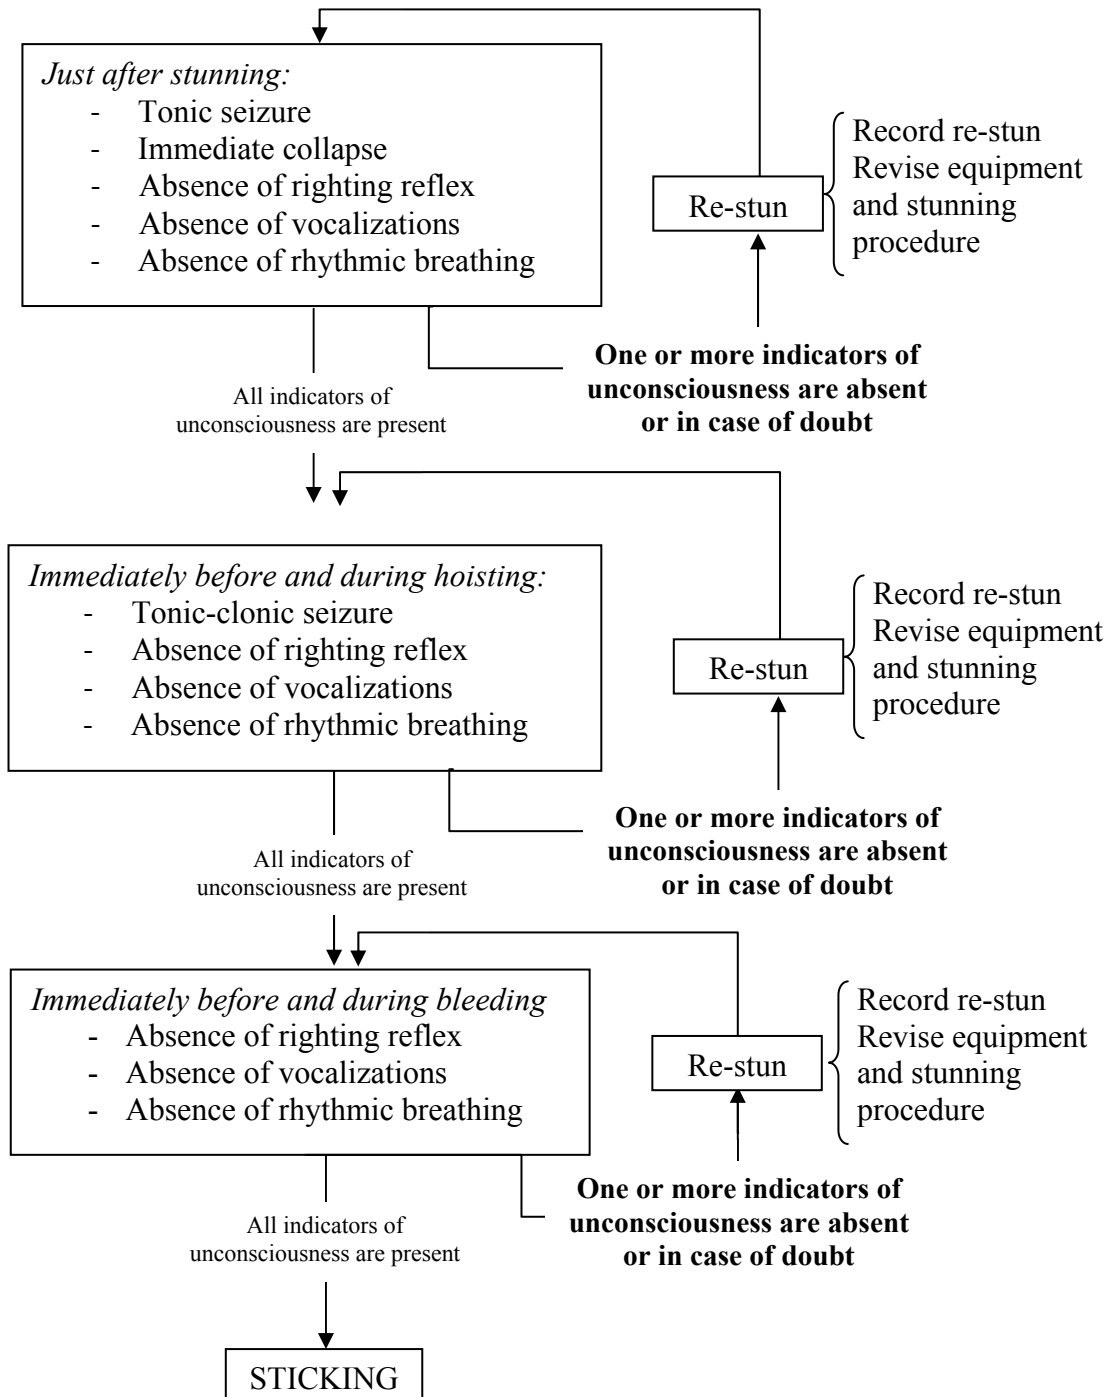 Just after stunning:
- Tonic seizure
- Immediate collapse
- Absence of righting reflex
- Absence of vocalizations
- Absence of rhythmic breathing
Re-stun
Record re-stun
Revise equipment
and stunning
procedure
All indicators of
unconsciousness are present
One or more indicators of
unconsciousness are absent
or in case of doubt
Immediately before and during hoisting:
- Tonic-clonic seizure
- Absence of righting reflex
- Absence of vocalizations
- Absence of rhythmic breathing
Re-stun
Record re-stun
Revise equipment
and stunning
procedure
All indicators of
unconsciousness are present
One or more indicators of
unconsciousness are absent
or in case of doubt
Immediately before and during bleeding
- Absence of righting reflex
- Absence of vocalizations
- Absence of rhythmic breathing
Re-stun
Record re-stun
Revise equipment
and stunning
procedure
All indicators of
unconsciousness are present
One or more indicators of
unconsciousness are absent
or in case of doubt
STICKING